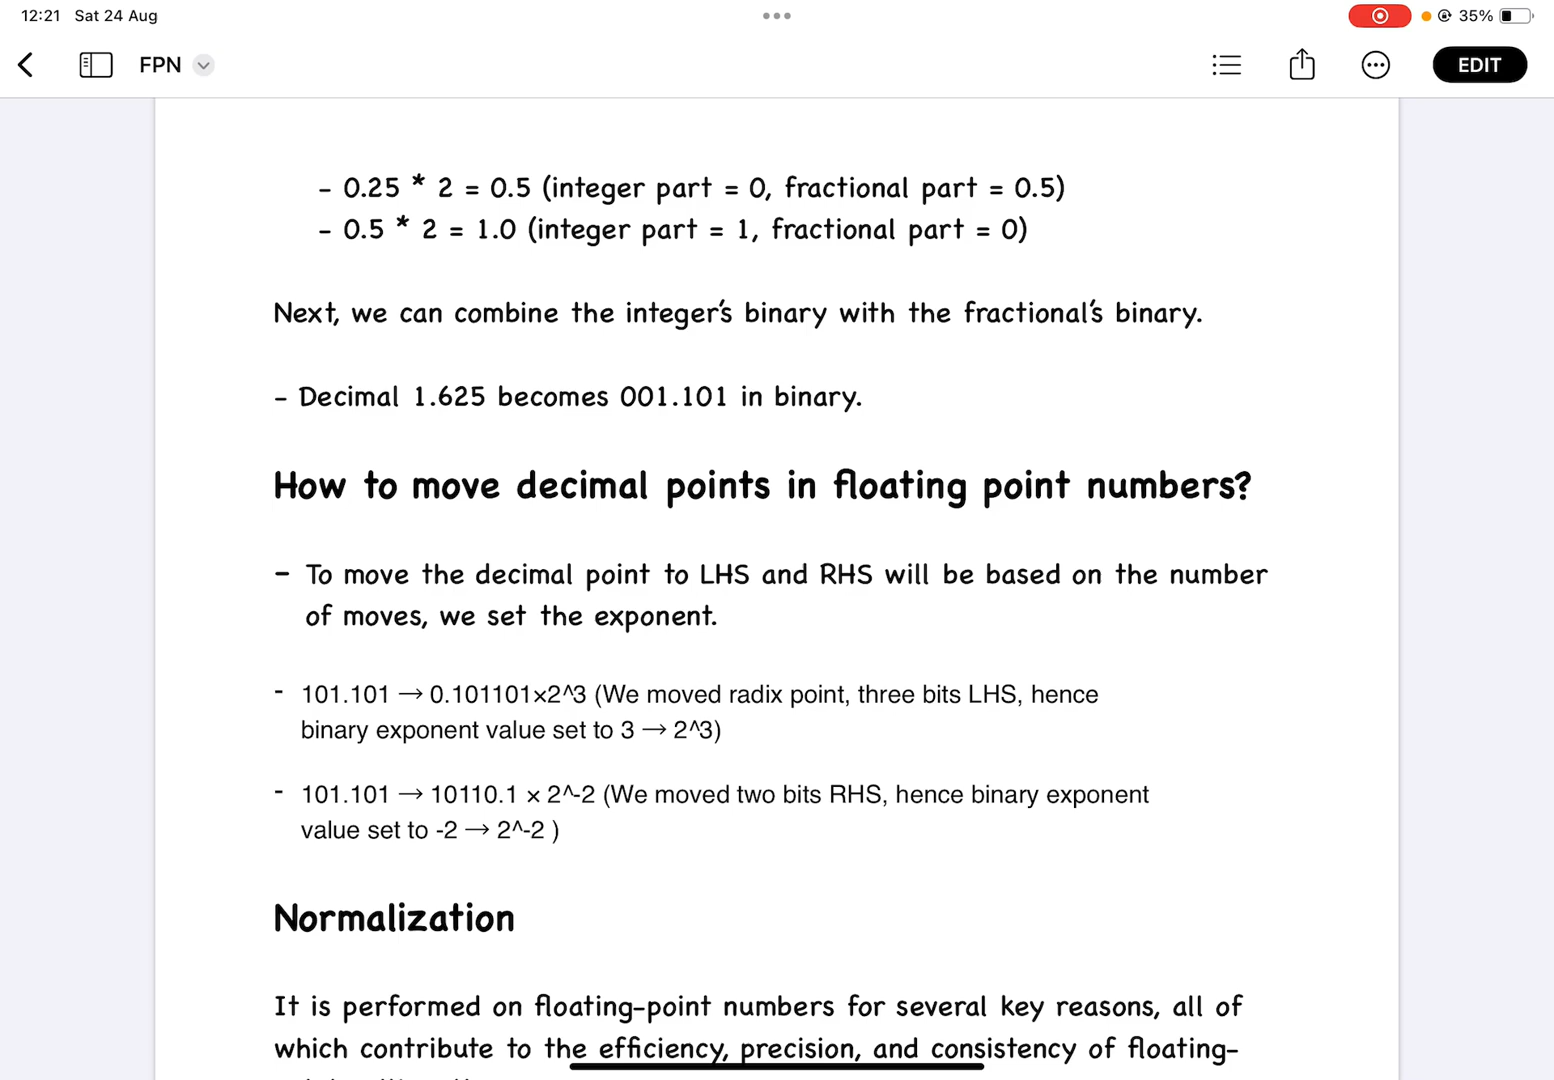 12:21 Sat 24 Aug
35%
FPN
EDIT
- 0.25 * 2 = 0.5 (integer part = 0, fractional part = 0.5)
- 0.5 * 2 = 1.0 (integer part = 1, fractional part = 0)
Next, we can combine the integer's binary with the fractional's binary.
- Decimal 1.625 becomes 001.101 in binary.
How to move decimal points in floating point numbers?
- To move the decimal point to LHS and RHS will be based on the number
of moves, we set the exponent.
- 101.101 → 0.101101×2^3 (We moved radix point, three bits LHS, hence
binary exponent value set to 3 → 2^3)
- 101.101 → 10110.1 × 2^-2 (We moved two bits RHS, hence binary exponent
value set to -2 → 2^-2 )
Normalization
It is performed on floating-point numbers for several key reasons, all of
which contribute to the efficiency, precision, and consistency of floating-